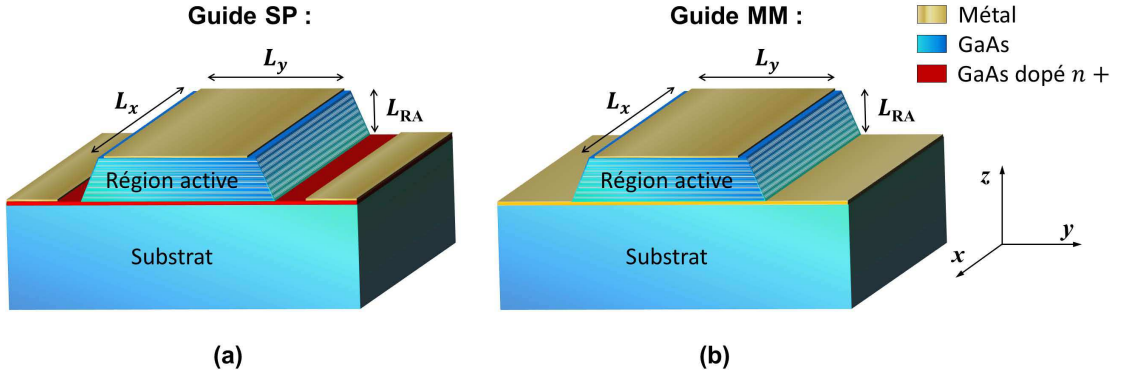 Guide SP :
Guide MM :
Métal
GaAs
GaAs dopé n +
L_y
L_x
L_RA
Région active
Substrat
L_y
L_x
L_RA
Région active
Substrat
z
y
x
(a)
(b)